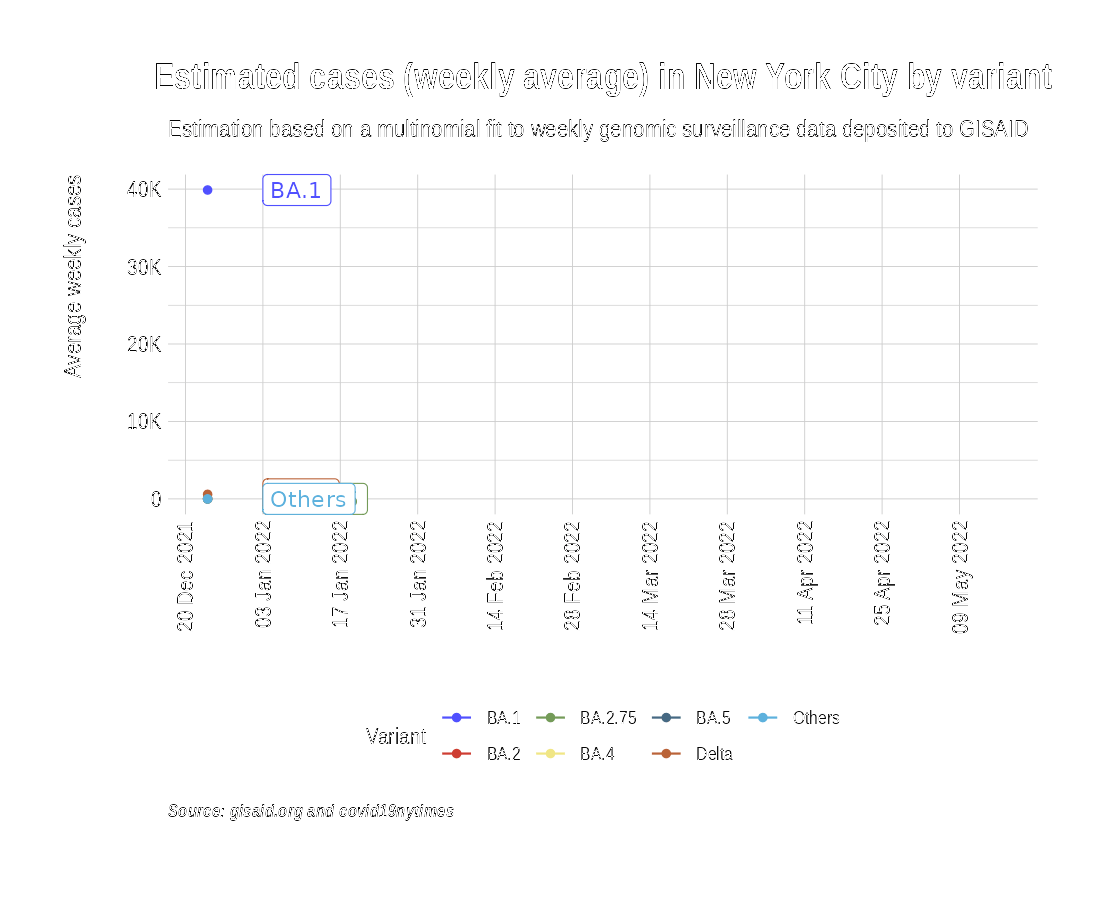 Estimated cases (weekly average) in New York City by variant
Estimation based on a multinomial fit to weekly genomic surveillance data deposited to GISAID
Average weekly cases
40K
30K
20K
10K
0
BA.1
Others
20 Dec 2021
03 Jan 2022
17 Jan 2022
31 Jan 2022
14 Feb 2022
28 Feb 2022
14 Mar 2022
28 Mar 2022
11 Apr 2022
25 Apr 2022
09 May 2022
Variant
BA.1 BA.2.75 BA.5 Others
BA.2 BA.4 Delta
Source: gisaid.org and covid19nytimes